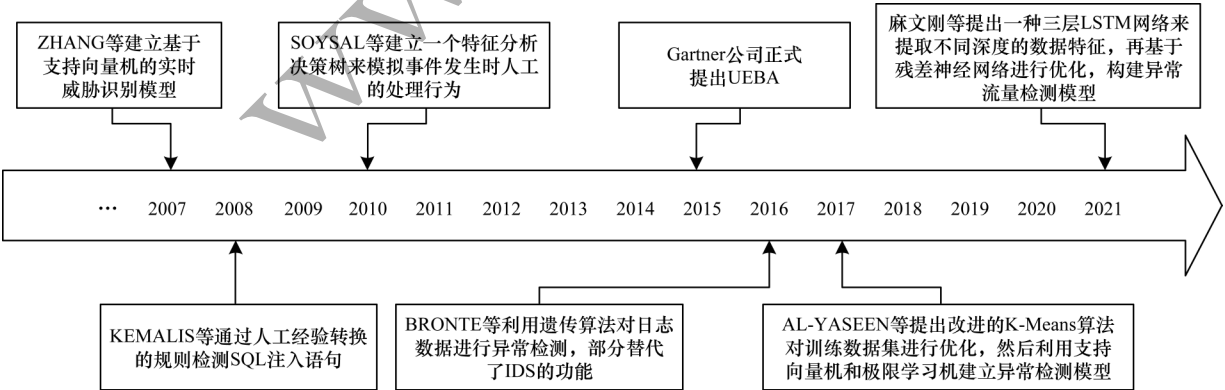 ZHANG等建立基于
支持向量机的实时
威胁识别模型
SOYSAL等建立一个特征分析
决策树来模拟事件发生时人工
的处理行为
Gartner公司正式
提出UEBA
麻文刚等提出一种三层LSTM网络来
提取不同深度的数据特征，再基于
残差神经网络进行优化，构建异常
流量检测模型
… 2007 2008 2009 2010 2011 2012 2013 2014 2015 2016 2017 2018 2019 2020 2021
KEMALIS等通过人工经验转换
的规则检测SQL注入语句
BRONTE等利用遗传算法对日志
数据进行异常检测，部分替代
了IDS的功能
AL-YASEEN等提出改进的K-Means算法
对训练数据集进行优化，然后利用支持
向量机和极限学习机建立异常检测模型